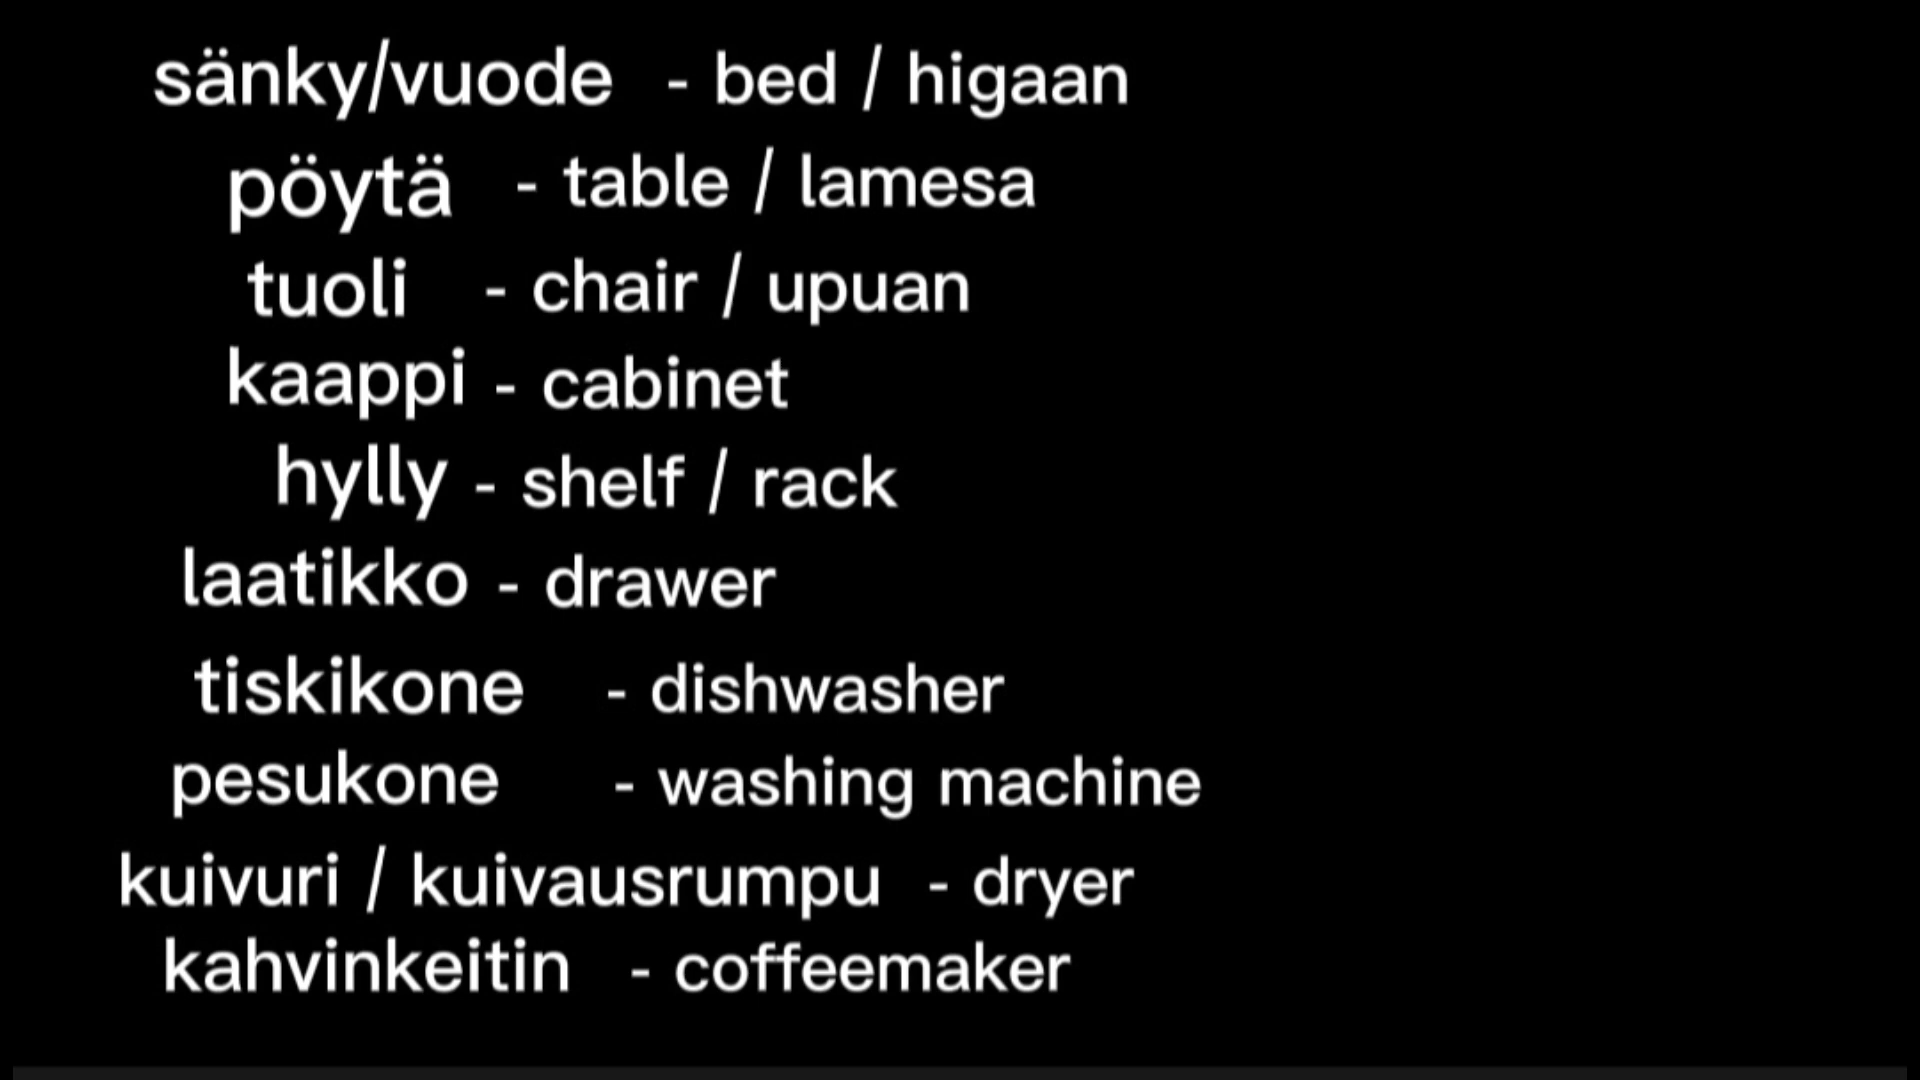 sänky/vuode - bed / higaan
pöytä - table / lamesa
tuoli - chair / upuan
kaappi - cabinet
hylly - shelf / rack
laatikko - drawer
tiskikone - dishwasher
pesukone - washing machine
kuivuri / kuivausrumpu - dryer
kahvinkeitin - coffeemaker